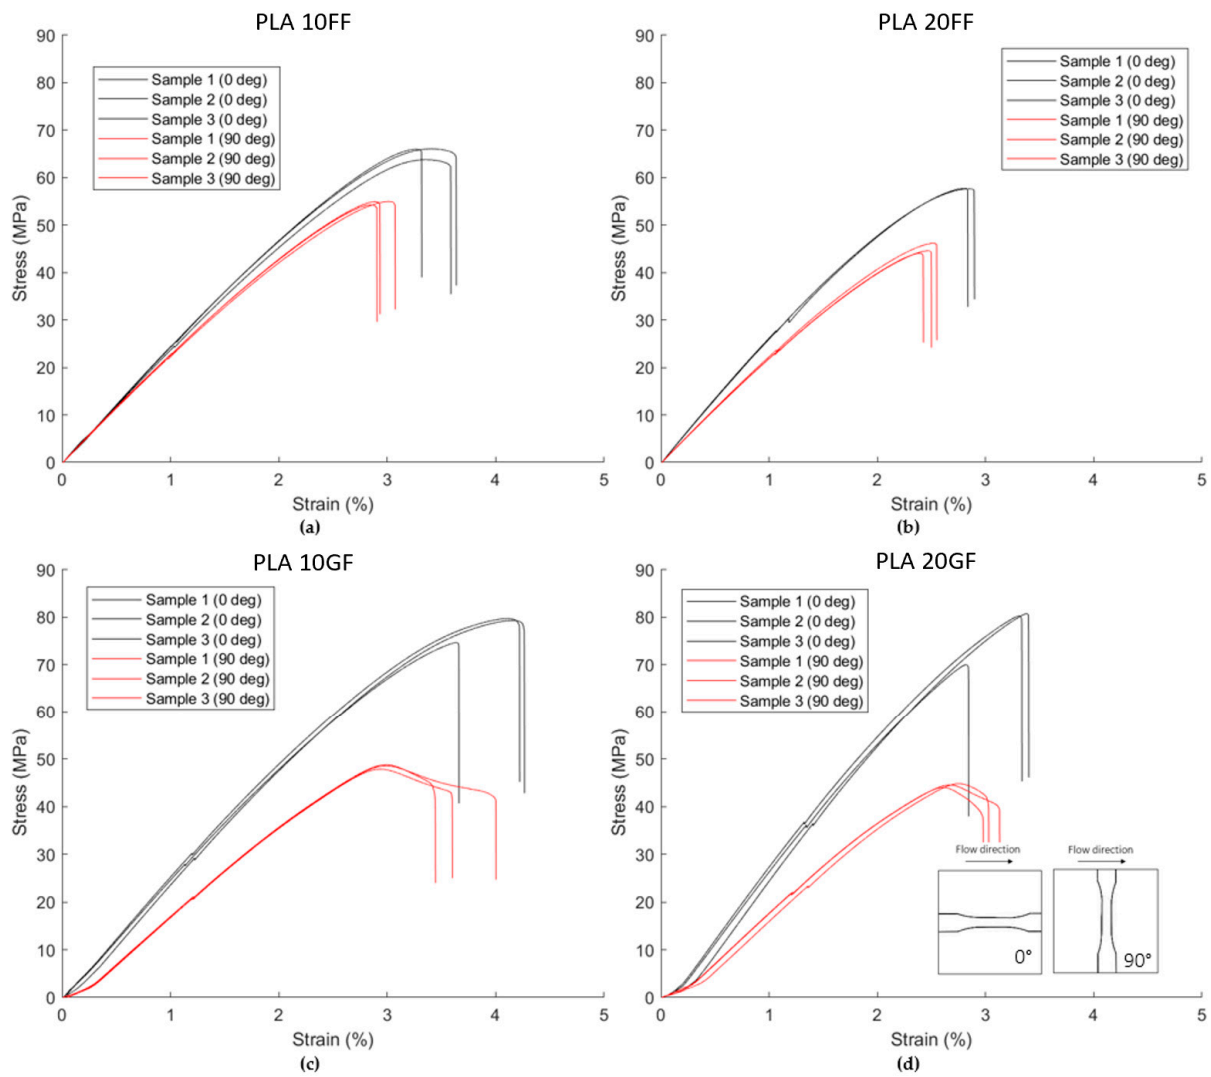 PLA 10FF
90
80
70
60
50
40
30
20
10
0
Stress (MPa)
Sample 1 (0 deg)
Sample 2 (0 deg)
Sample 3 (0 deg)
Sample 1 (90 deg)
Sample 2 (90 deg)
Sample 3 (90 deg)
0 1 2 3 4 5
Strain (%)
(a)
PLA 20FF
90
80
70
60
50
40
30
20
10
0
Stress (MPa)
Sample 1 (0 deg)
Sample 2 (0 deg)
Sample 3 (0 deg)
Sample 1 (90 deg)
Sample 2 (90 deg)
Sample 3 (90 deg)
0 1 2 3 4 5
Strain (%)
(b)
PLA 10GF
90
80
70
60
50
40
30
20
10
0
Stress (MPa)
Sample 1 (0 deg)
Sample 2 (0 deg)
Sample 3 (0 deg)
Sample 1 (90 deg)
Sample 2 (90 deg)
Sample 3 (90 deg)
0 1 2 3 4 5
Strain (%)
(c)
PLA 20GF
90
80
70
60
50
40
30
20
10
0
Stress (MPa)
Sample 1 (0 deg)
Sample 2 (0 deg)
Sample 3 (0 deg)
Sample 1 (90 deg)
Sample 2 (90 deg)
Sample 3 (90 deg)
Flow direction
0°
Flow direction
90°
0 1 2 3 4 5
Strain (%)
(d)